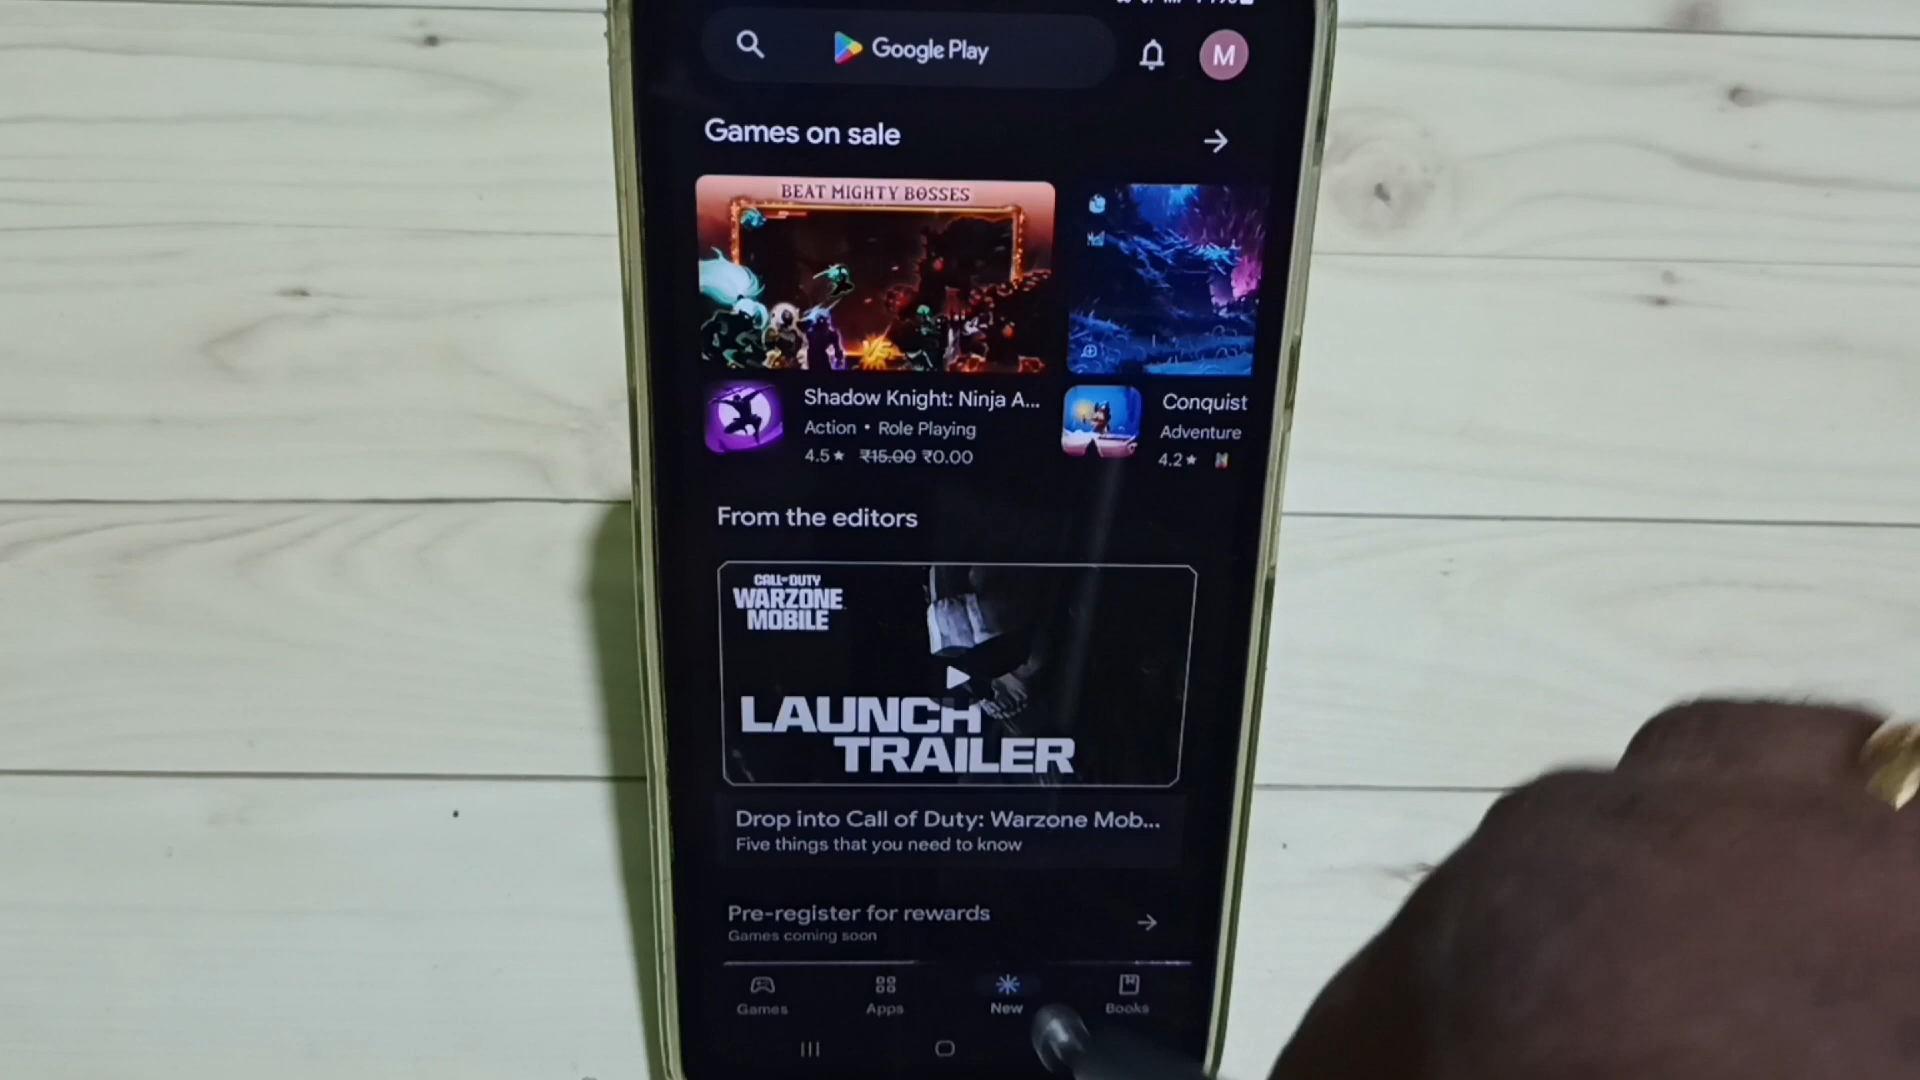 Google Play
M
Games on sale
BEAT MIGHTY BOSSES
VS
Shadow Knight: Ninja A...
Action • Role Playing
4.5★ ₹15.00 ₹0.00
Conquist
Adventure
4.2★
From the editors
CALL OF DUTY
WARZONE
MOBILE
LAUNCH
TRAILER
Drop into Call of Duty: Warzone Mob...
Five things that you need to know
Pre-register for rewards
Games coming soon
Games
Apps
New
Books